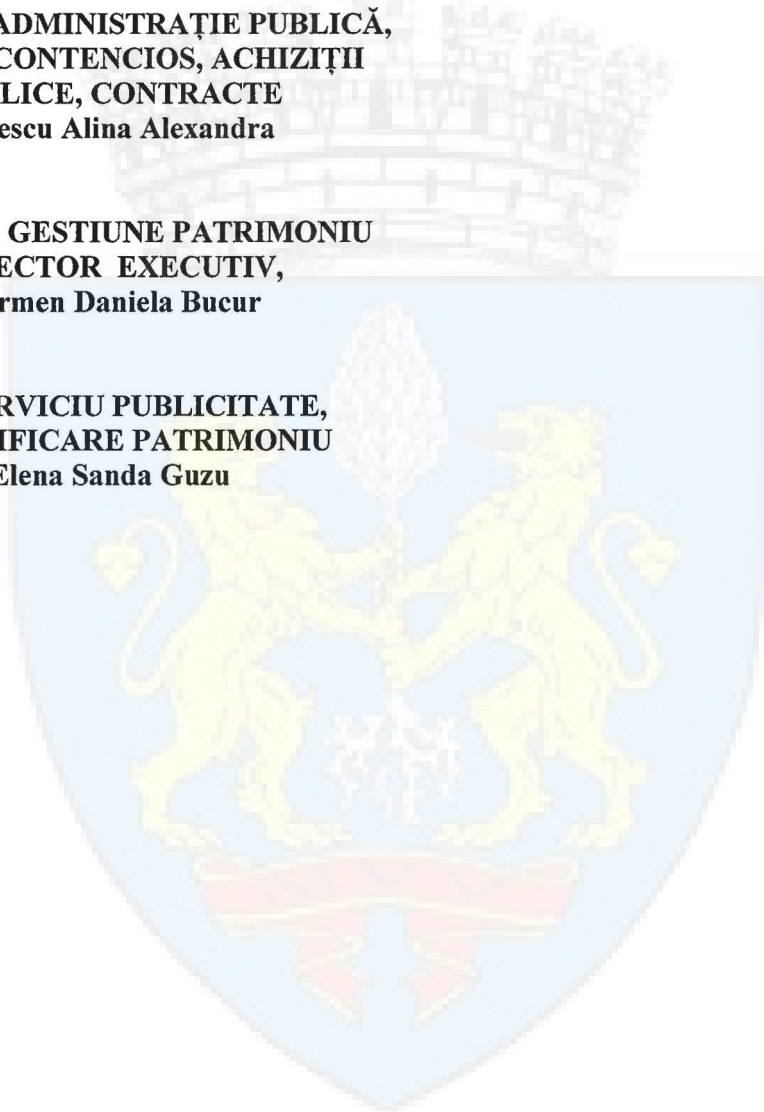 ADMINISTRAȚIE PUBLICĂ,
CONTENCIOS, ACHIZIȚII
LICE, CONTRACTE
escu Alina Alexandra
GESTIUNE PATRIMONIU
ECTOR EXECUTIV,
rmen Daniela Bucur
RVICIU PUBLICITATE,
IFICARE PATRIMONIU
Elena Sanda Guzu